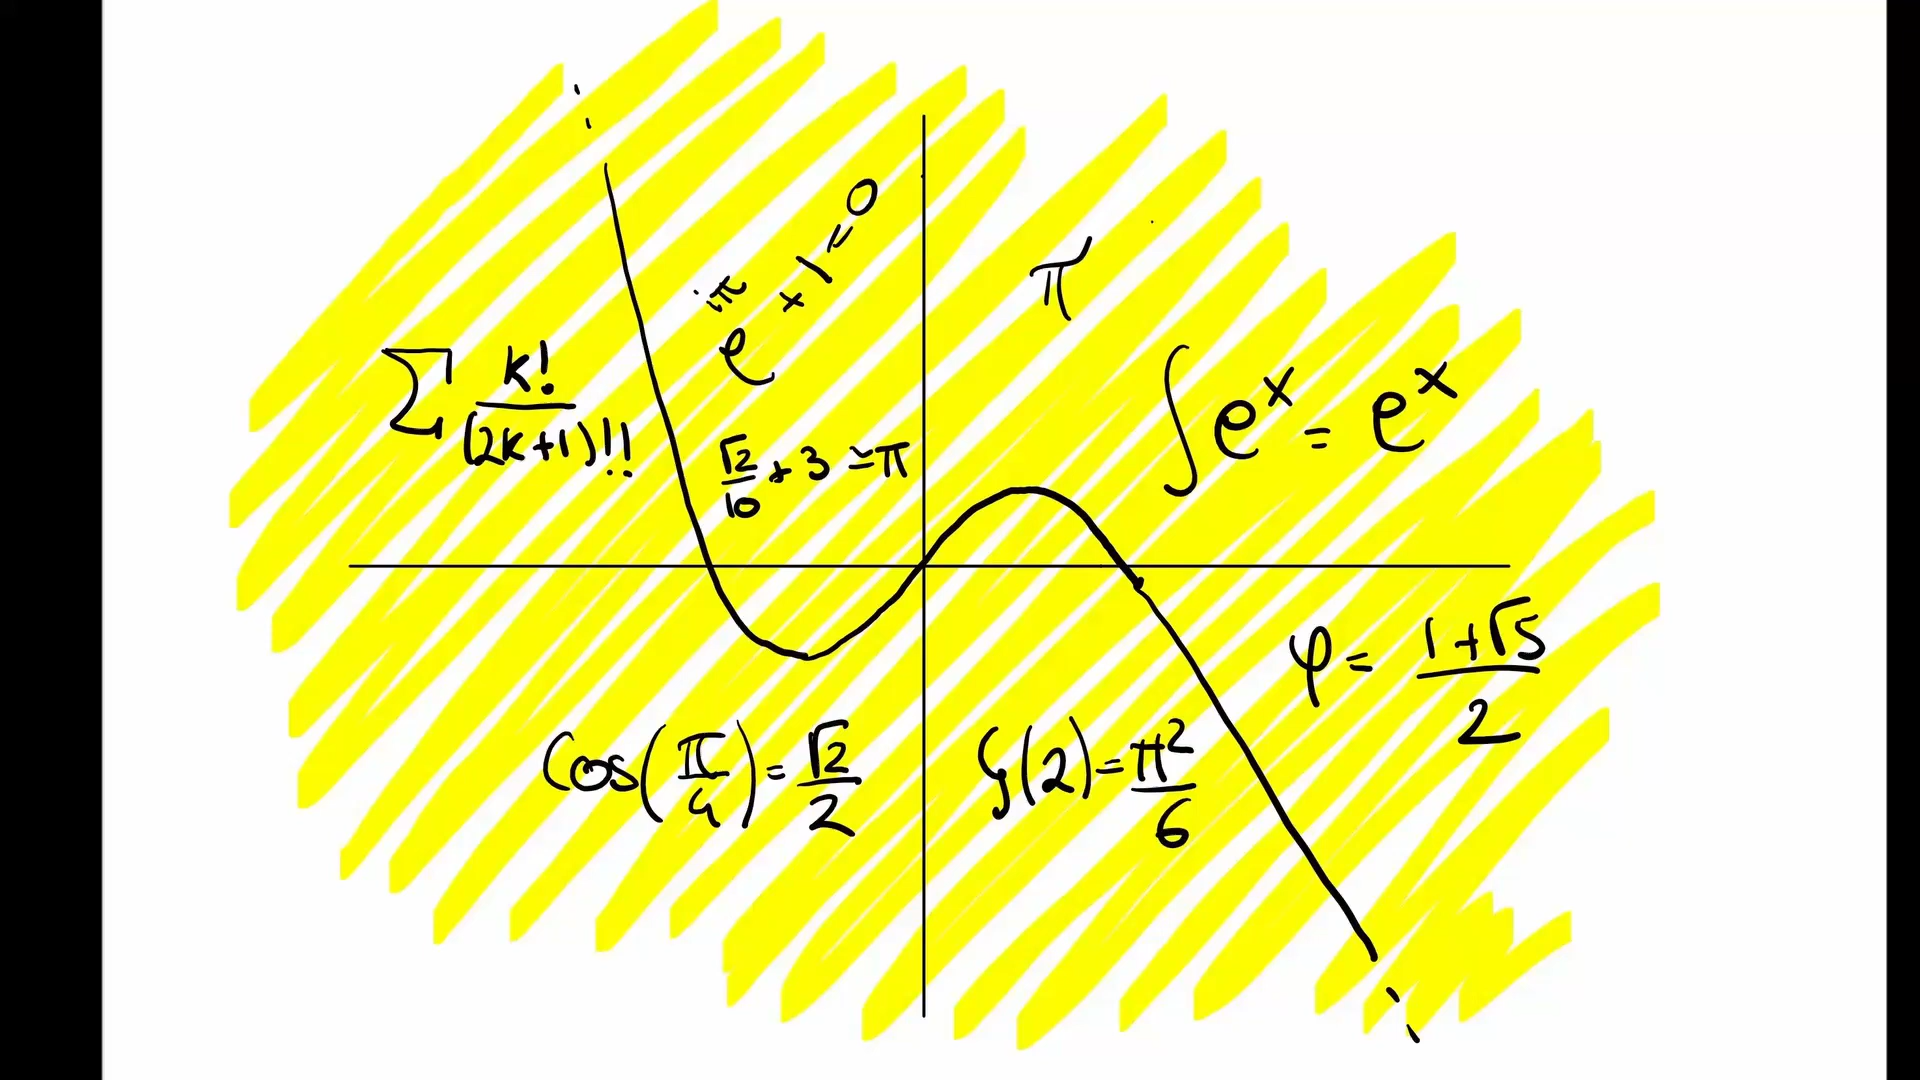 e^{iπ} + 1 = 0
π
∑ k!/(2k+1)!!
∫e^x = e^x
√2/10 + 3 ≃ π
φ = (1+√5)/2
cos(π/4) = √2/2
ζ(2) = π²/6